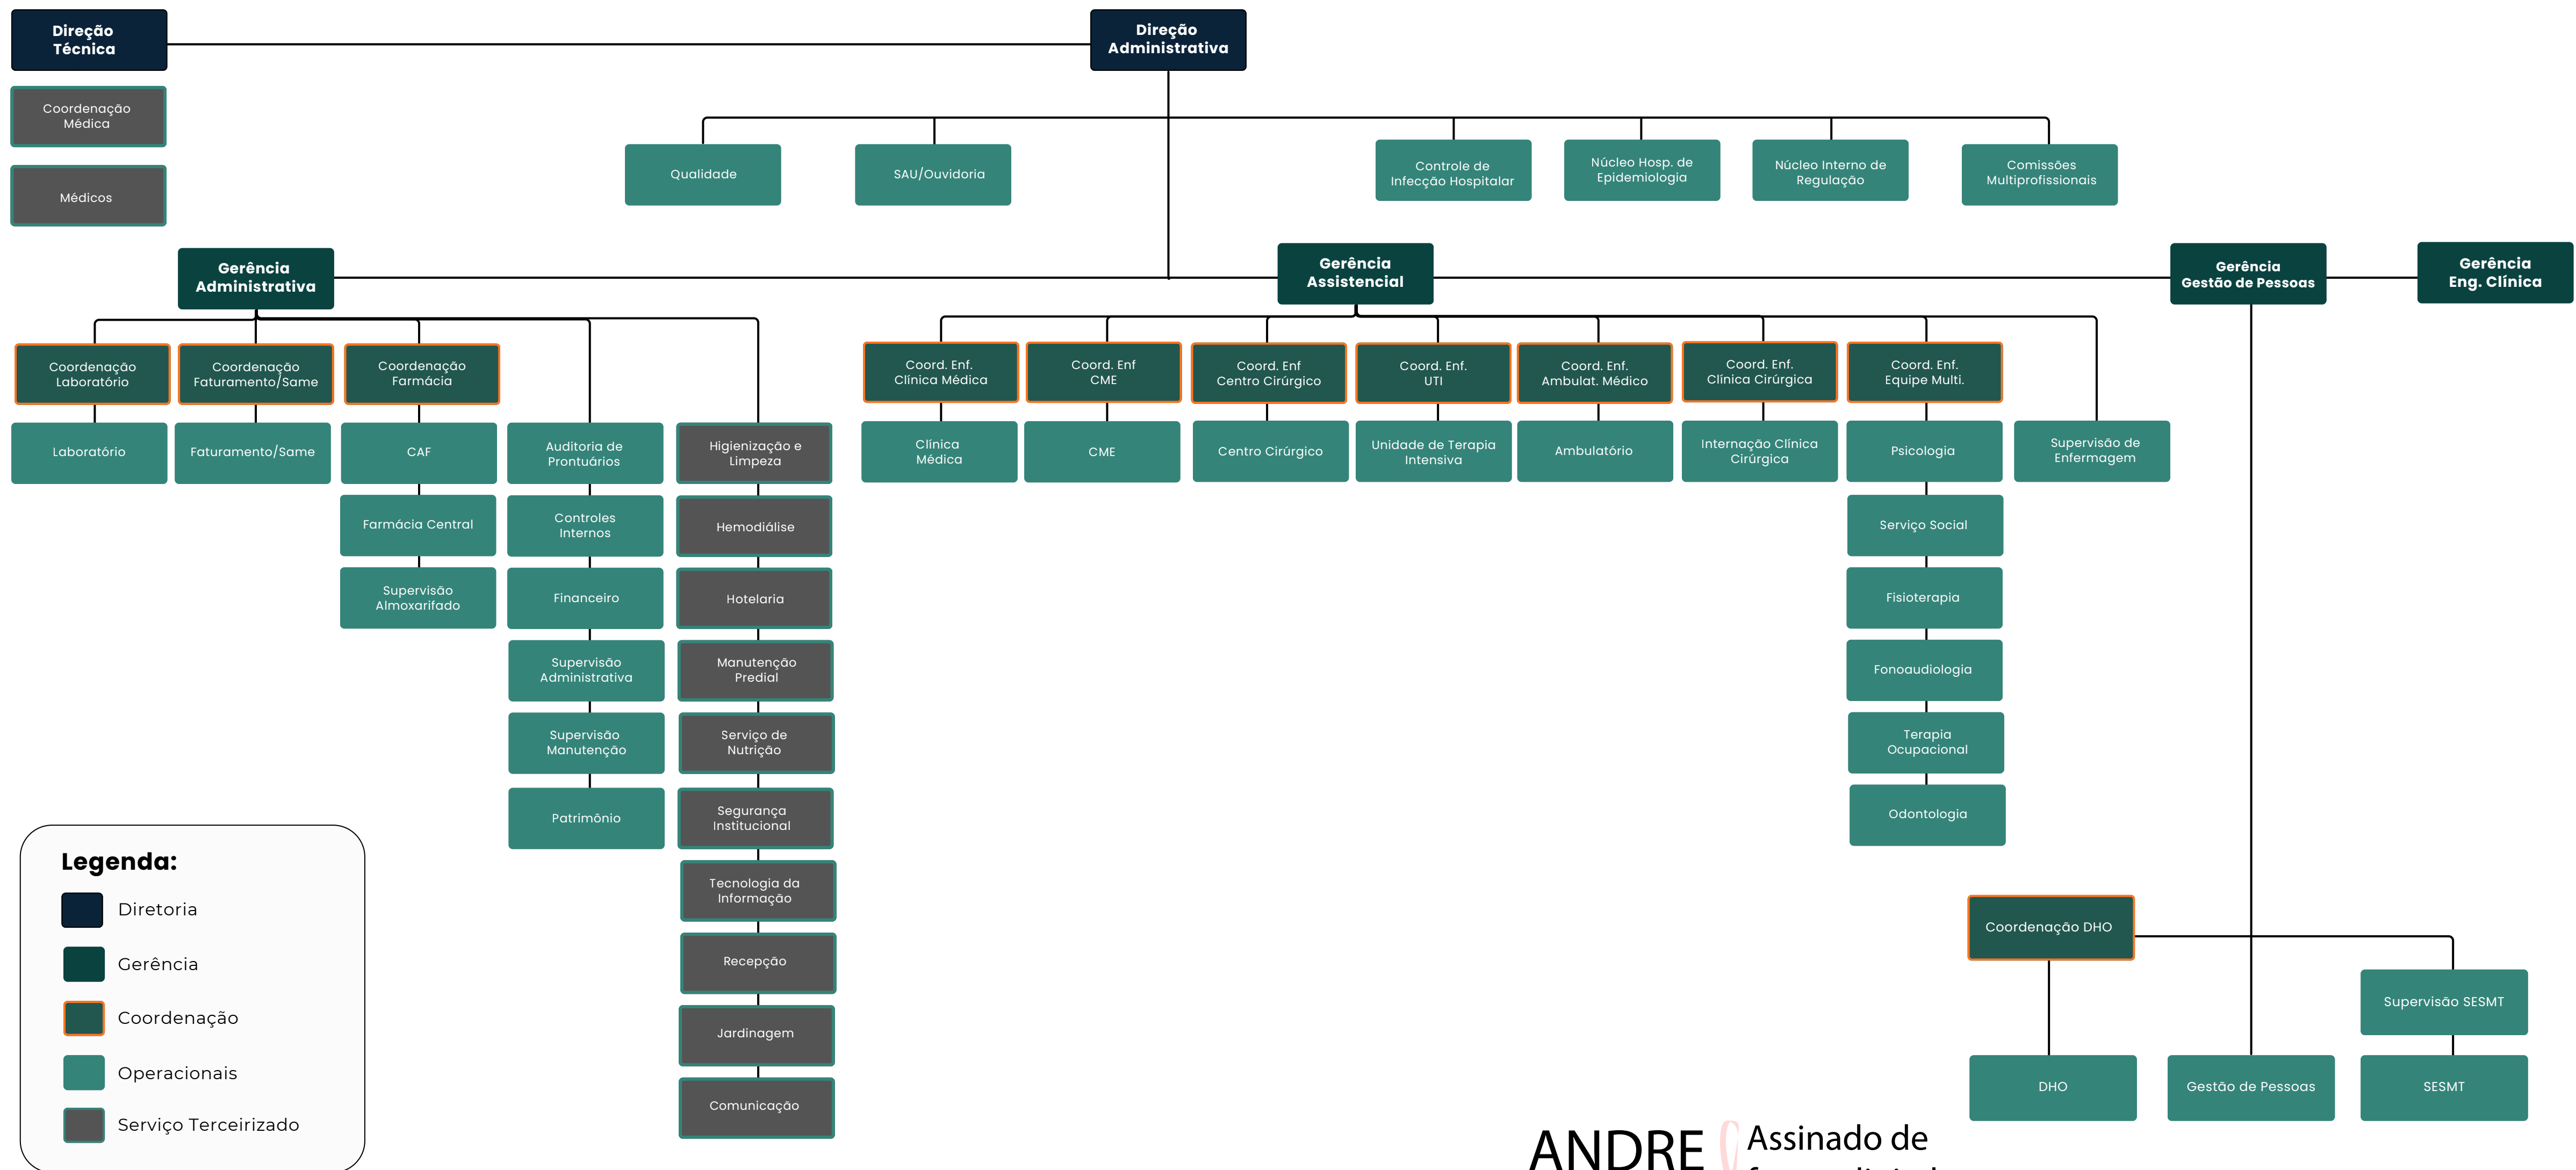 Direção
Técnica
Direção
Administrativa
Coordenação
Médica
Médicos
Qualidade
SAU/Ouvidoria
Controle de
Infecção Hospitalar
Núcleo Hosp. de
Epidemiologia
Núcleo Interno de
Regulação
Comissões
Multiprofissionais
Gerência
Administrativa
Gerência
Assistencial
Gerência
Gestão de Pessoas
Gerência
Eng. Clínica
Coordenação
Laboratório
Coordenação
Faturamento/Same
Coordenação
Farmácia
Coord. Enf.
Clínica Médica
Coord. Enf
CME
Coord. Enf
Centro Cirúrgico
Coord. Enf.
UTI
Coord. Enf.
Ambulat. Médico
Coord. Enf.
Clínica Cirúrgica
Coord. Enf.
Equipe Multi.
Laboratório
Faturamento/Same
CAF
Auditoria de
Prontuários
Higienização e
Limpeza
Clínica
Médica
CME
Centro Cirúrgico
Unidade de Terapia
Intensiva
Ambulatório
Internação Clínica
Cirúrgica
Psicologia
Supervisão de
Enfermagem
Farmácia Central
Controles
Internos
Hemodiálise
Serviço Social
Supervisão
Almoxarifado
Financeiro
Hotelaria
Fisioterapia
Supervisão
Administrativa
Manutenção
Predial
Fonoaudiologia
Supervisão
Manutenção
Serviço de
Nutrição
Terapia
Ocupacional
Patrimônio
Segurança
Institucional
Odontologia
Tecnologia da
Informação
Recepção
Jardinagem
Comunicação
Coordenação DHO
Supervisão SESMT
DHO
Gestão de Pessoas
SESMT
Legenda:
Diretoria
Gerência
Coordenação
Operacionais
Serviço Terceirizado
ANDRE
Assinado de